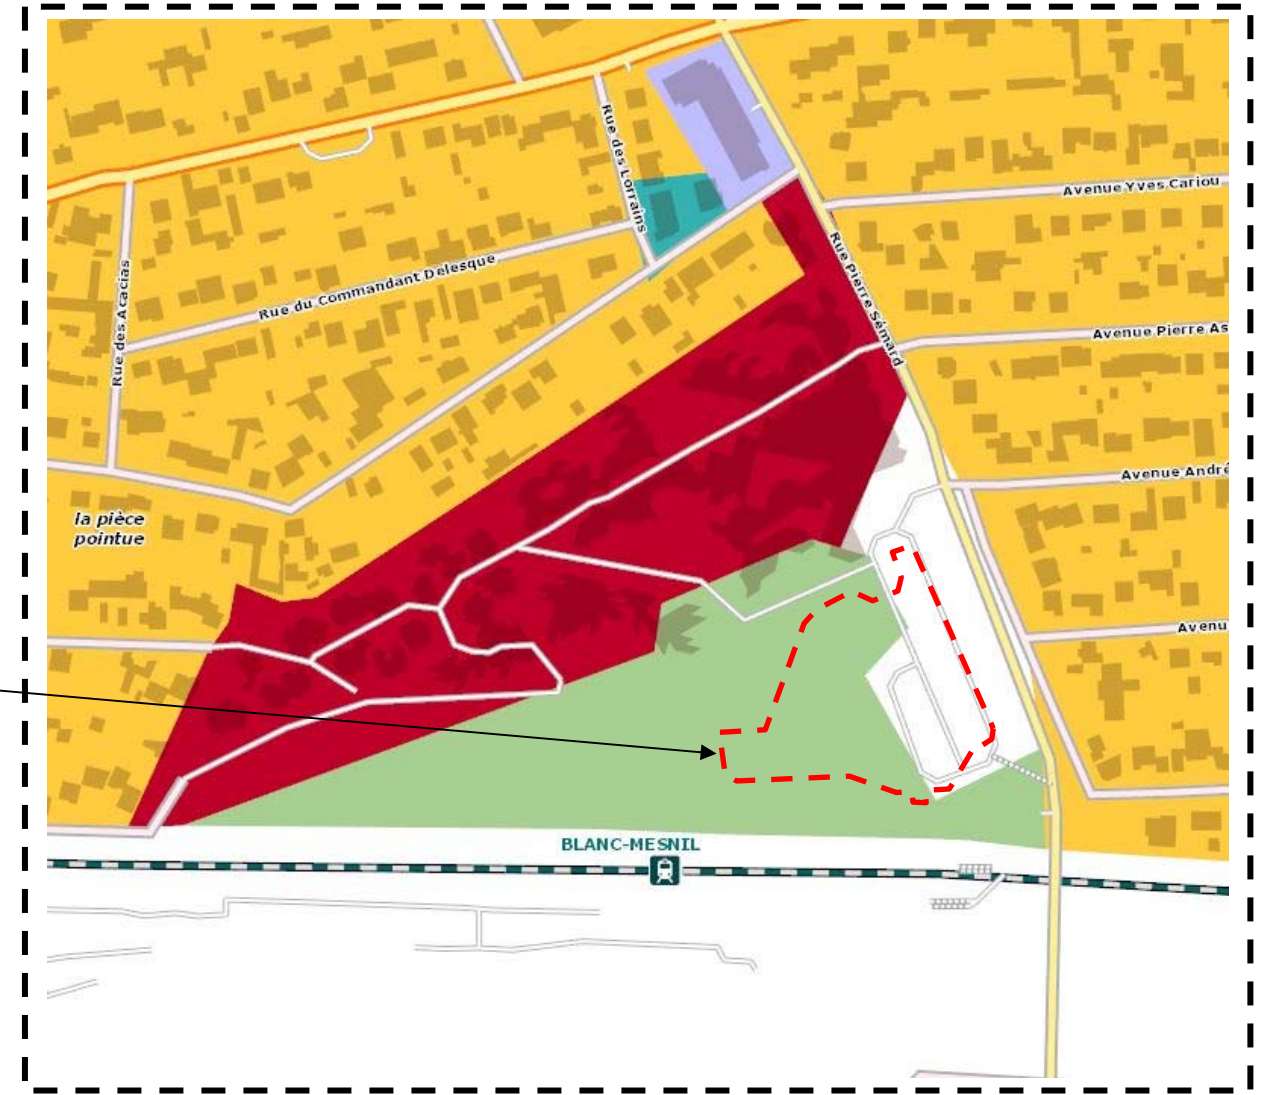 Rue des Lorrains
Avenue Yves Cariou
Rue Pierre Sémard
Rue du Commandant Delesque
Rue des Acacias
Avenue Pierre As
Avenue André
la pièce
pointue
Avenu
BLANC-MESNIL